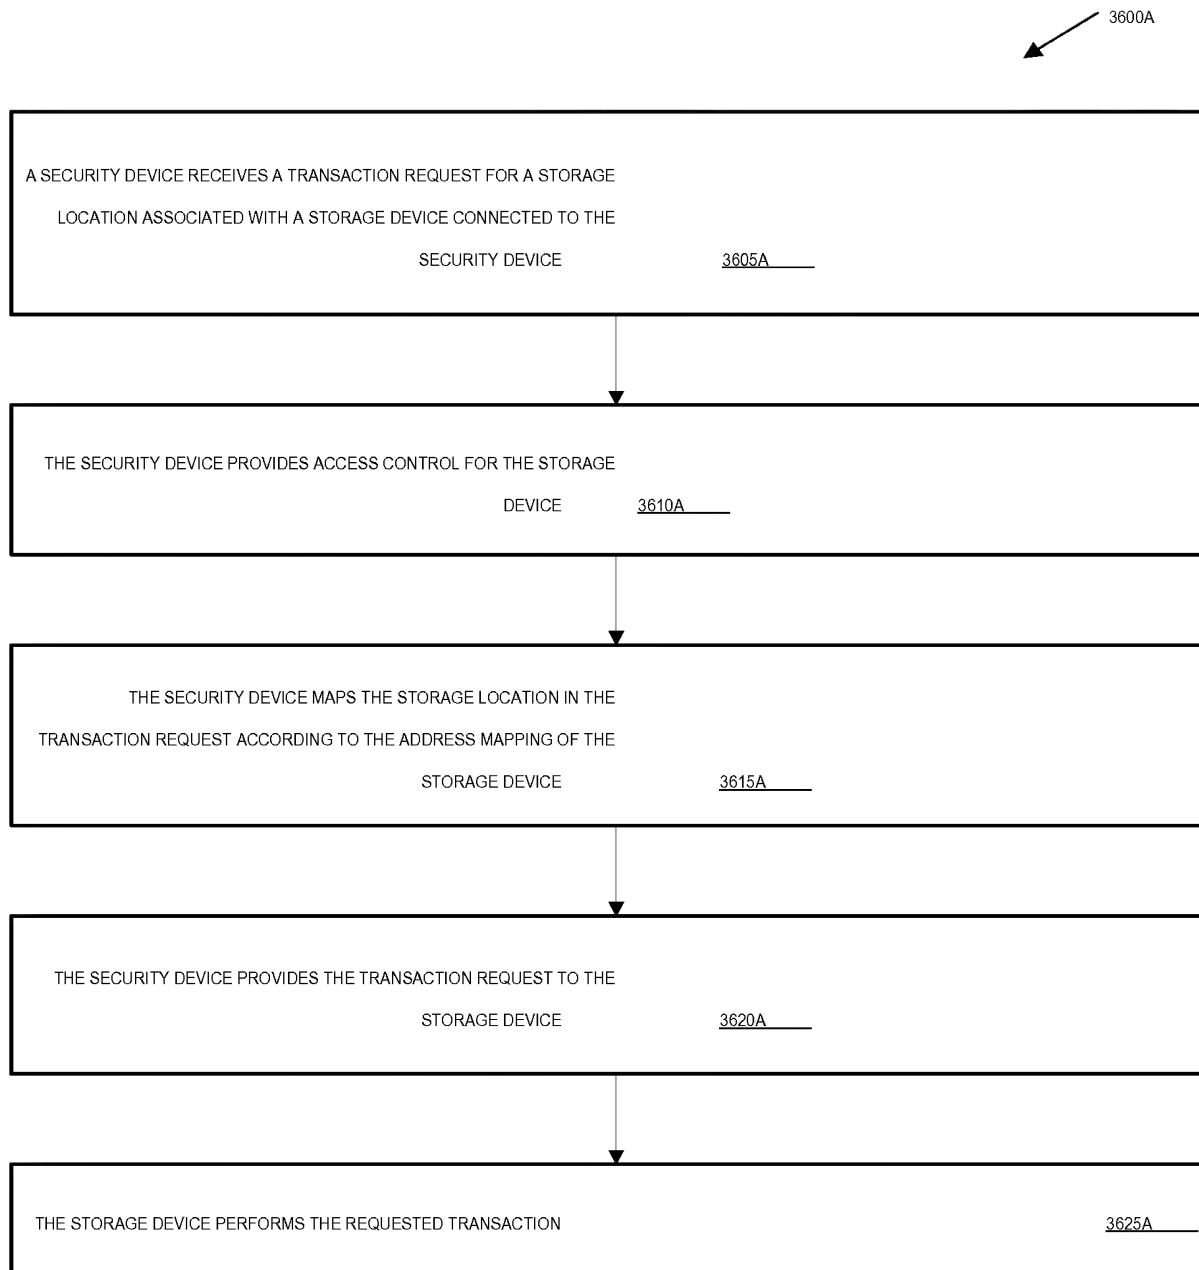 3600A
A SECURITY DEVICE RECEIVES A TRANSACTION REQUEST FOR A STORAGE
LOCATION ASSOCIATED WITH A STORAGE DEVICE CONNECTED TO THE
SECURITY DEVICE 3605A
THE SECURITY DEVICE PROVIDES ACCESS CONTROL FOR THE STORAGE
DEVICE 3610A
THE SECURITY DEVICE MAPS THE STORAGE LOCATION IN THE
TRANSACTION REQUEST ACCORDING TO THE ADDRESS MAPPING OF THE
STORAGE DEVICE 3615A
THE SECURITY DEVICE PROVIDES THE TRANSACTION REQUEST TO THE
STORAGE DEVICE 3620A
THE STORAGE DEVICE PERFORMS THE REQUESTED TRANSACTION 3625A